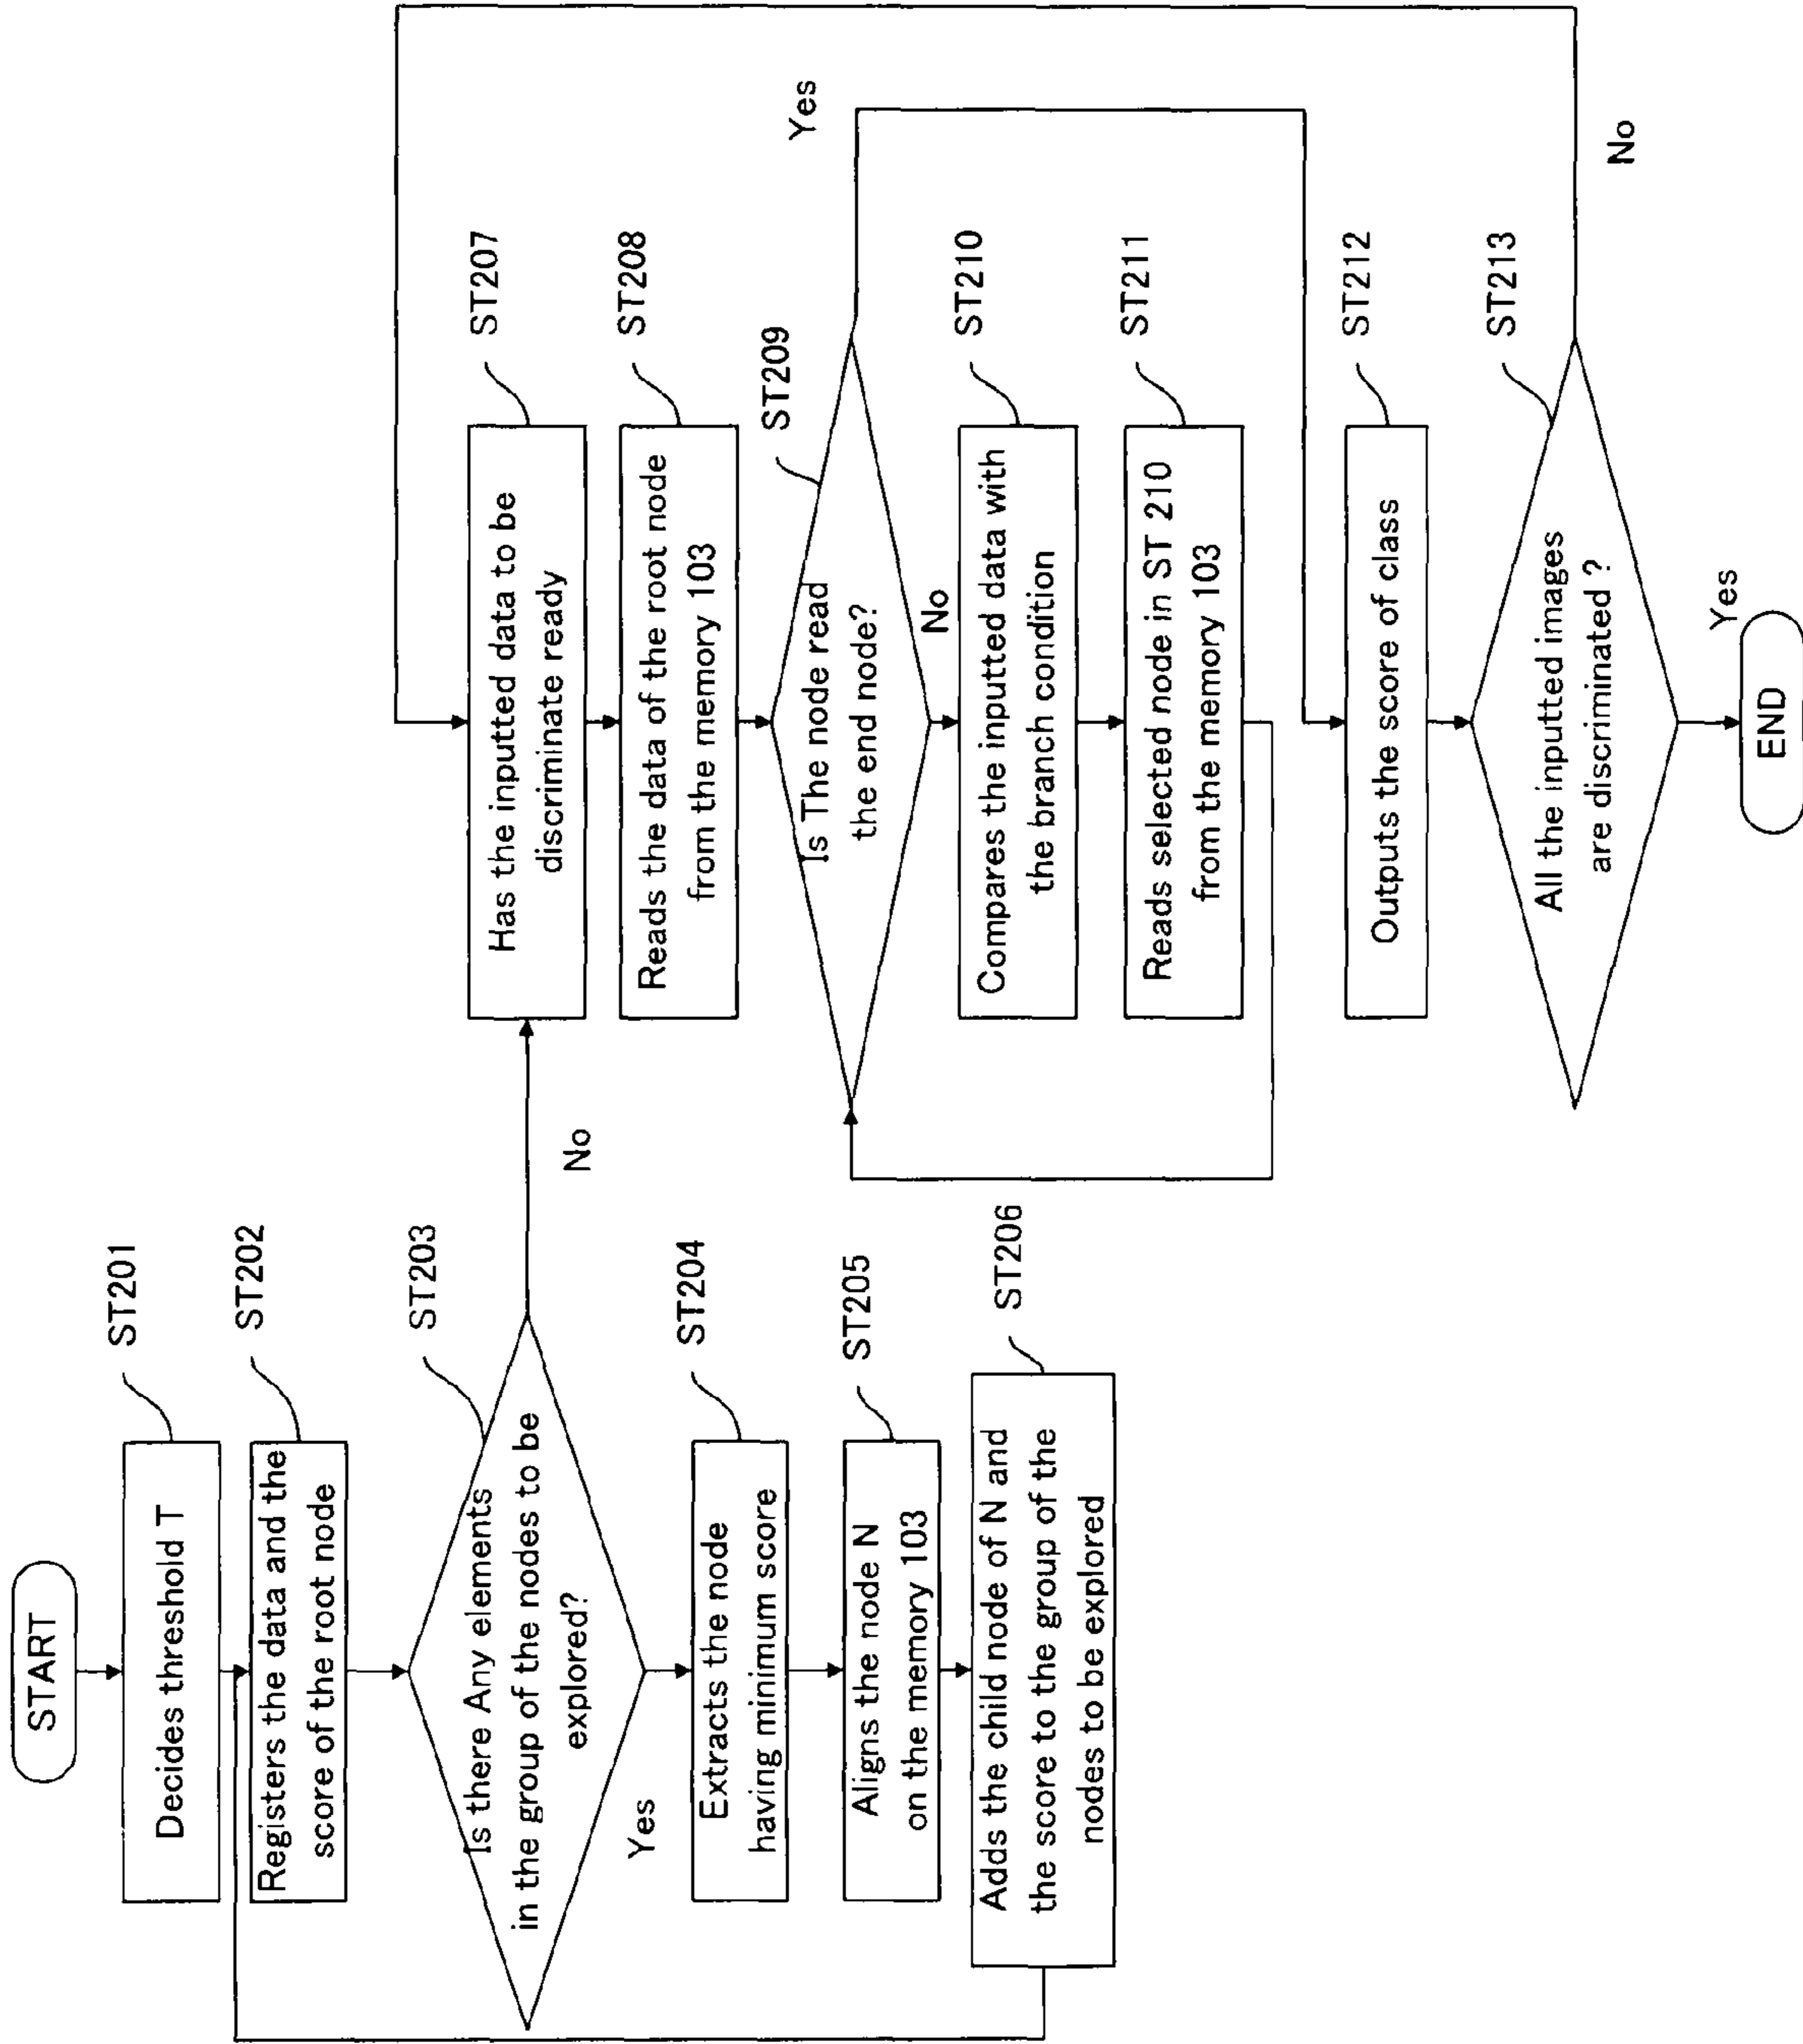 START
Decides threshold T
ST201
Registers the data and the
score of the root node
ST202
Is there Any elements
in the group of the nodes to be
explored?
ST203
No
Yes
Extracts the node
having minimum score
ST204
Aligns the node N
on the memory 103
ST205
Adds the child node of N and
the score to the group of the
nodes to be explored
ST206
Has the inputted data to be
discriminate ready
ST207
Reads the data of the root node
from the memory 103
ST208
Is The node read
the end node?
ST209
Yes
No
Compares the inputted data with
the branch condition
ST210
Reads selected node in ST 210
from the memory 103
ST211
Outputs the score of class
ST212
All the inputted images
are discriminated ?
ST213
No
Yes
END